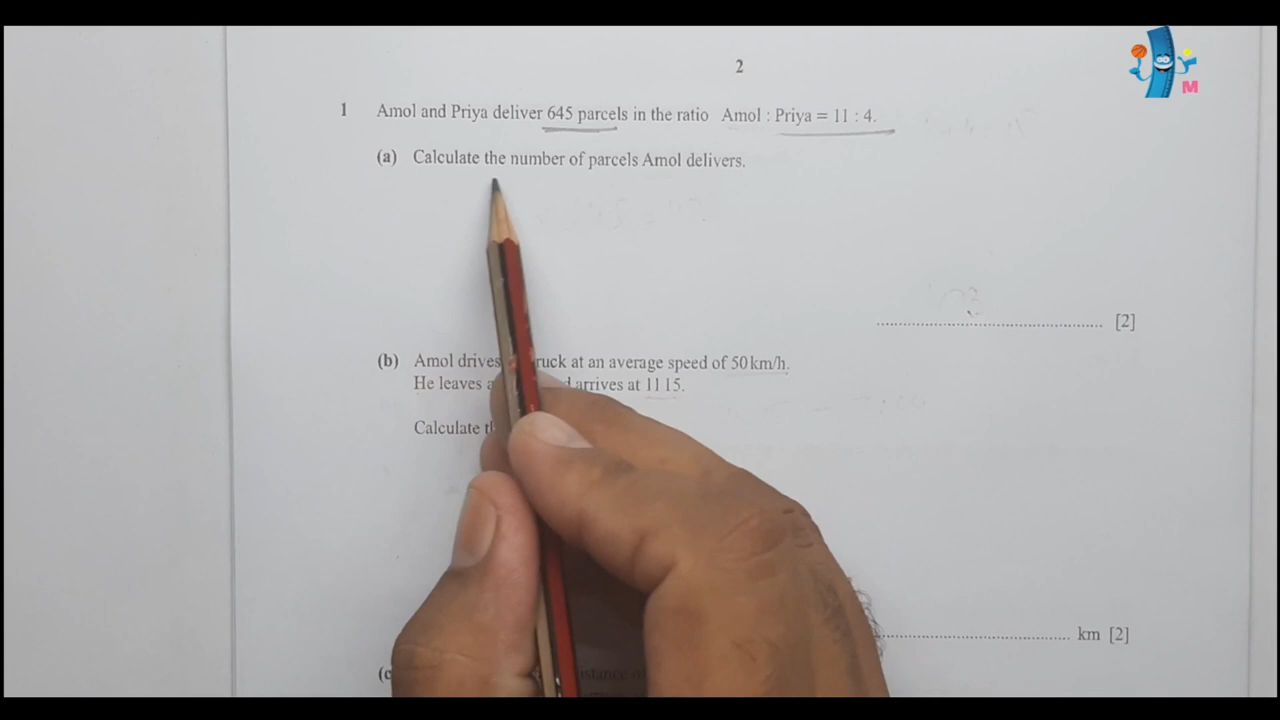 2
1 Amol and Priya deliver 645 parcels in the ratio Amol : Priya = 11 : 4.
(a) Calculate the number of parcels Amol delivers.
[2]
(b) Amol drives ruck at an average speed of 50 km/h.
He leaves arrives at 11 15.
Calculate
km [2]
(c istance
M